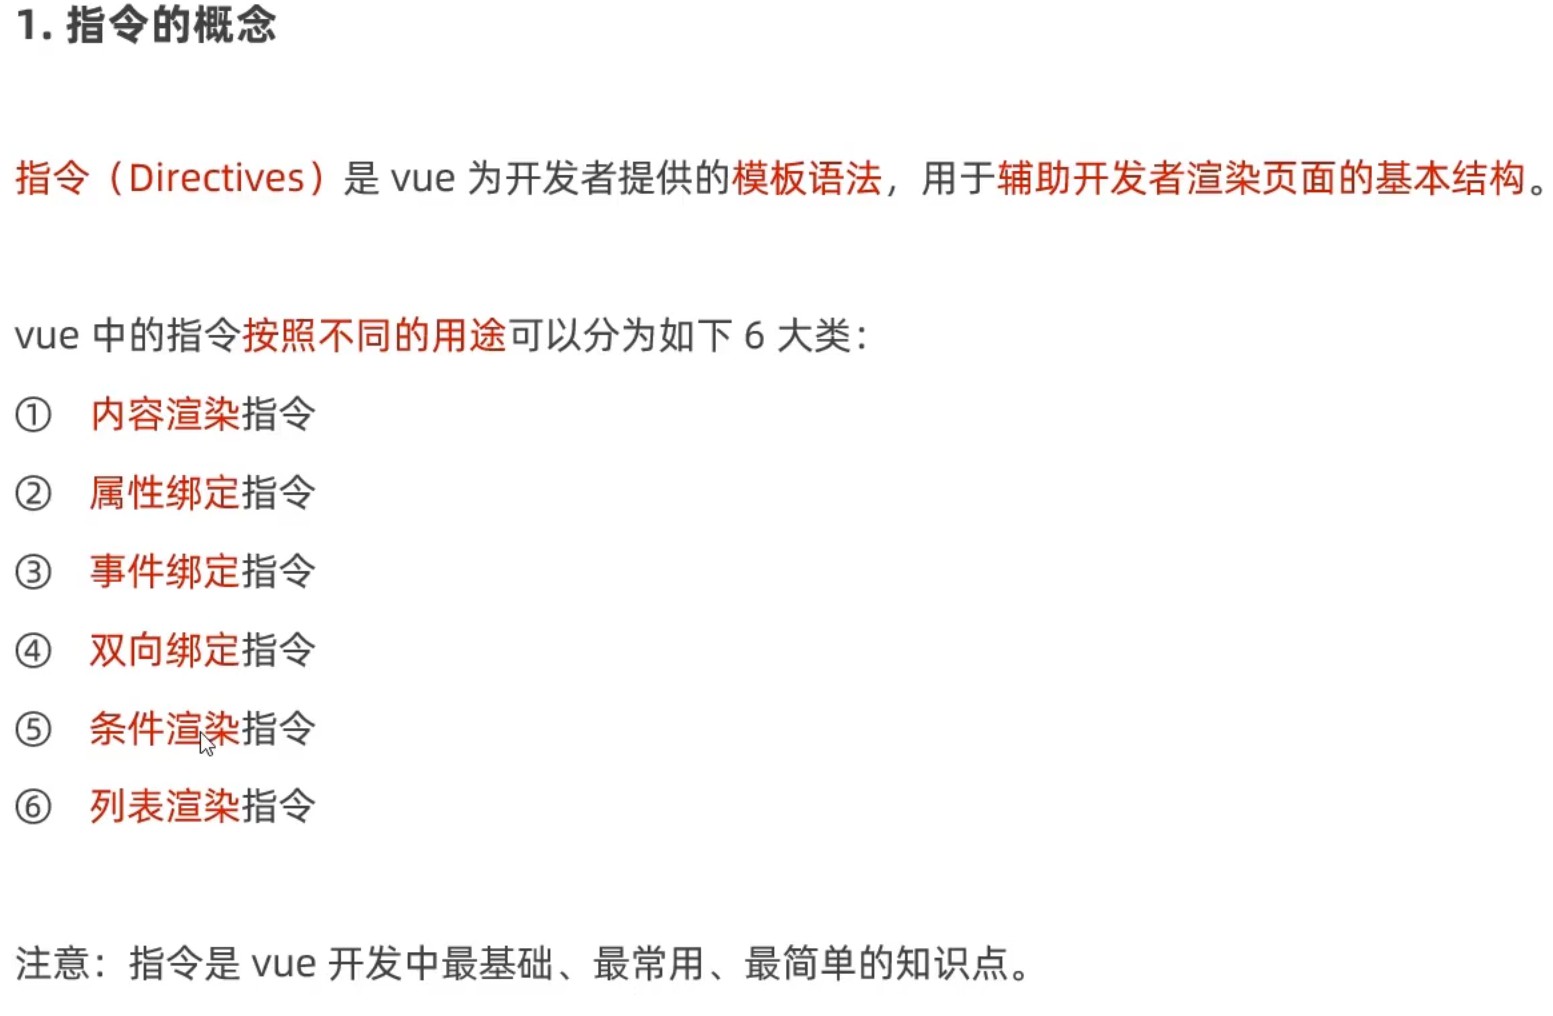 1. 指令的概念
指令（Directives）是 vue 为开发者提供的模板语法，用于辅助开发者渲染页面的基本结构。
vue 中的指令按照不同的用途可以分为如下 6 大类：
① 内容渲染指令
② 属性绑定指令
③ 事件绑定指令
④ 双向绑定指令
⑤ 条件渲染指令
⑥ 列表渲染指令
注意：指令是 vue 开发中最基础、最常用、最简单的知识点。